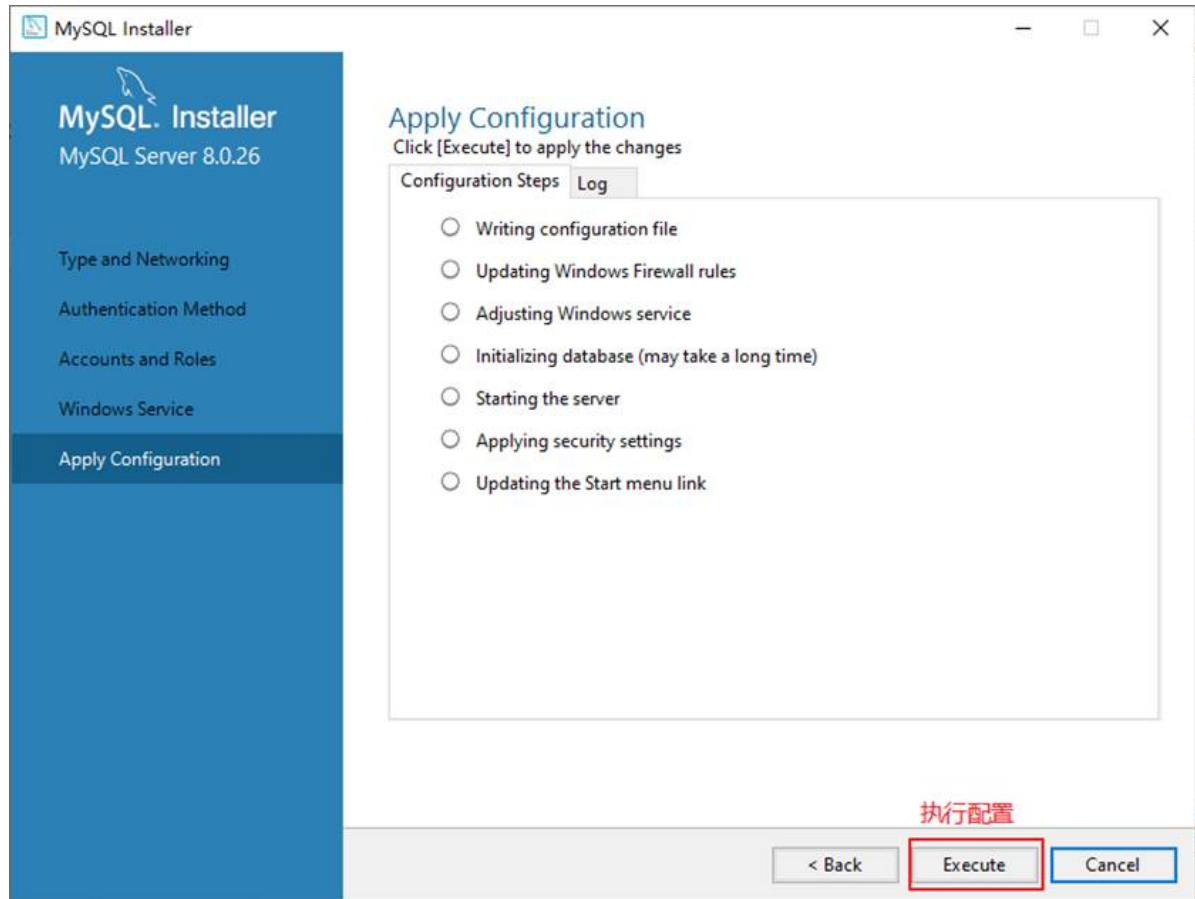 MySQL Installer
MySQL. Installer
MySQL Server 8.0.26
Type and Networking
Authentication Method
Accounts and Roles
Windows Service
Apply Configuration
Apply Configuration
Click [Execute] to apply the changes
Configuration Steps Log
Writing configuration file
Updating Windows Firewall rules
Adjusting Windows service
Initializing database (may take a long time)
Starting the server
Applying security settings
Updating the Start menu link
执行配置
< Back Execute Cancel